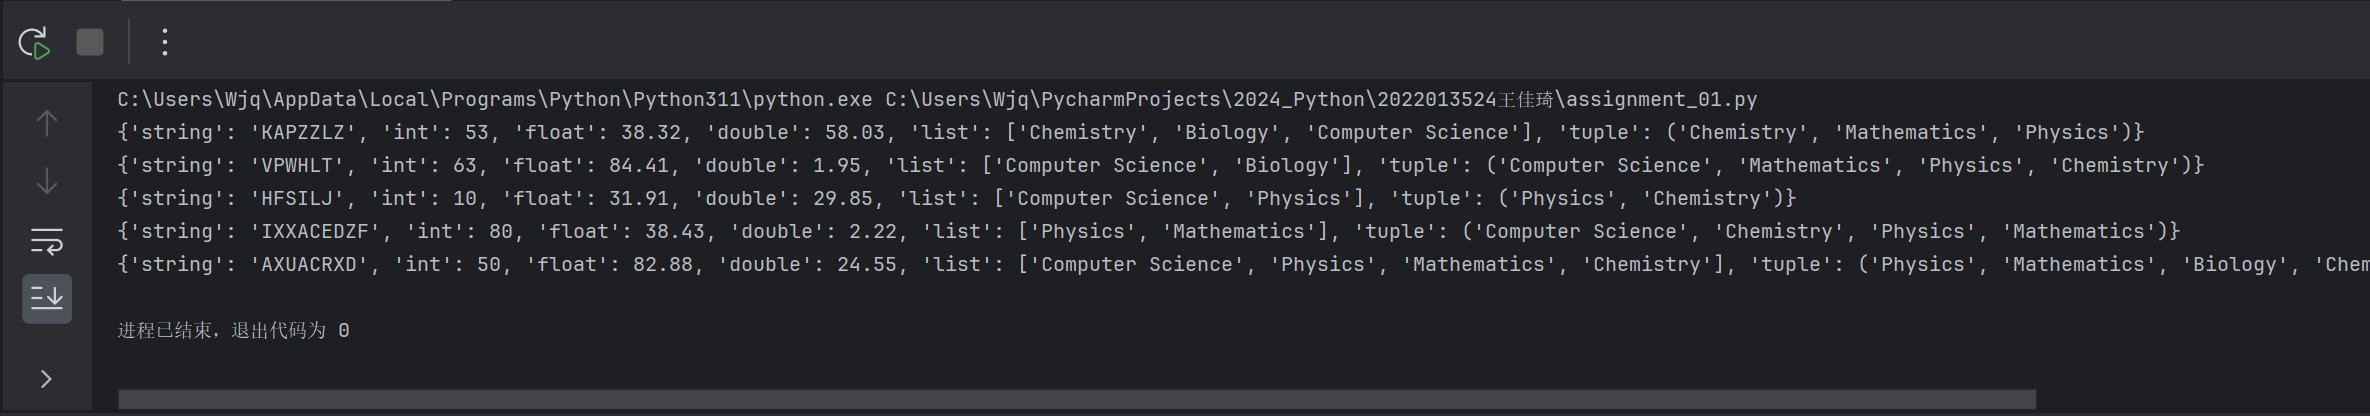 C:\Users\Wjq\AppData\Local\Programs\Python\Python311\python.exe C:\Users\Wjq\PycharmProjects\2024_Python\2022013524王佳琦\assignment_01.py
{'string': 'KAPZZLZ', 'int': 53, 'float': 38.32, 'double': 58.03, 'list': ['Chemistry', 'Biology', 'Computer Science'], 'tuple': ('Chemistry', 'Mathematics', 'Physics')}
{'string': 'VPWHLT', 'int': 63, 'float': 84.41, 'double': 1.95, 'list': ['Computer Science', 'Biology'], 'tuple': ('Computer Science', 'Mathematics', 'Physics', 'Chemistry')}
{'string': 'HFSILJ', 'int': 10, 'float': 31.91, 'double': 29.85, 'list': ['Computer Science', 'Physics'], 'tuple': ('Physics', 'Chemistry')}
{'string': 'IXXACEDZF', 'int': 80, 'float': 38.43, 'double': 2.22, 'list': ['Physics', 'Mathematics'], 'tuple': ('Computer Science', 'Chemistry', 'Physics', 'Mathematics')}
{'string': 'AXUACRXD', 'int': 50, 'float': 82.88, 'double': 24.55, 'list': ['Computer Science', 'Physics', 'Mathematics', 'Chemistry'], 'tuple': ('Physics', 'Mathematics', 'Biology', 'Chem
进程已结束，退出代码为 0